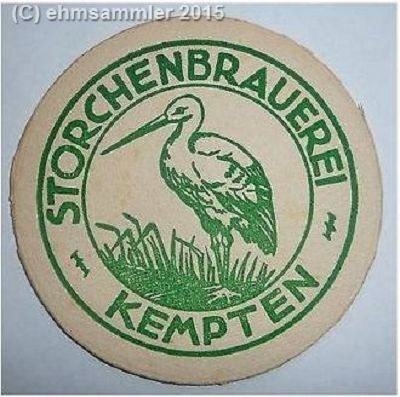 (C) ehmsammler 2015
STORCHENBRAUEREI
KEMPTEN